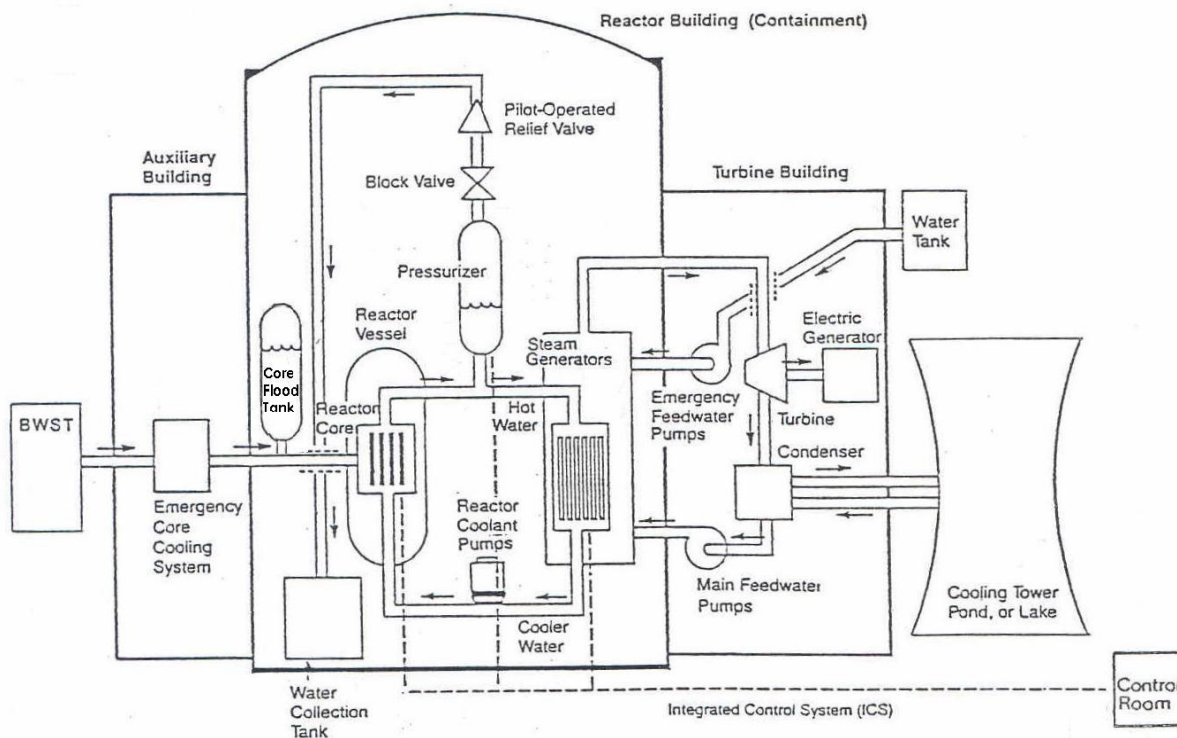 Reactor Building (Containment)
Pilot-Operated
Relief Valve
Auxiliary
Building
Block Valve
Turbine Building
Water
Tank
Pressurizer
Reactor
Vessel
Electric
Generator
Steam
Generators
Core
Flood
Tank
Reactor
Core
Hot
Water
Emergency
Feedwater
Pumps
Turbine
BWST
Condenser
Emergency
Core
Cooling
System
Reactor
Coolant
Pumps
Main Feedwater
Pumps
Cooling Tower
Pond, or Lake
Cooler
Water
Water
Collection
Tank
Integrated Control System (ICS)
Control
Room